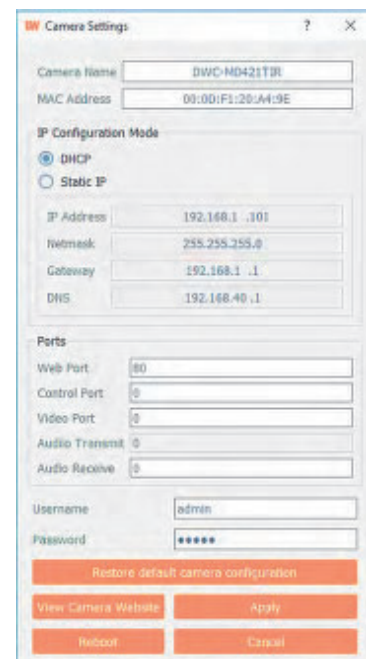 Camera Settings ? ×
Camera Name DWC-MD421TIR
MAC Address 00:0D:F1:20:A4:9E
IP Configuration Mode
DHCP
Static IP
IP Address 192.168.1 .101
Netmask 255.255.255.0
Gateway 192.168.1 .1
DNS 192.168.40 .1
Ports
Web Port 80
Control Port 0
Video Port 0
Audio Transmit 0
Audio Receive 0
Username admin
Password •••••
Restore default camera configuration
View Camera Website Apply
Reboot Cancel